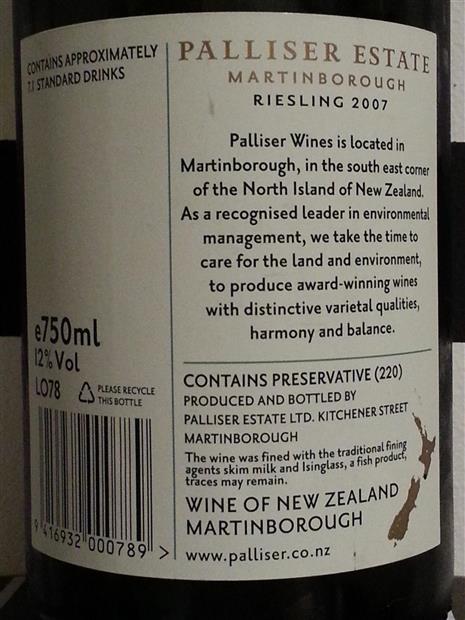 CONTAINS APPROXIMATELY
7.1 STANDARD DRINKS
PALLISER ESTATE
MARTINBOROUGH
RIESLING 2007
Palliser Wines is located in
Martinborough, in the south east corner
of the North Island of New Zealand.
As a recognised leader in environmental
management, we take the time to
care for the land and environment,
to produce award-winning wines
with distinctive varietal qualities,
harmony and balance.
e750ml
12% Vol
L078
PLEASE RECYCLE
THIS BOTTLE
9 416932 000789 >
CONTAINS PRESERVATIVE (220)
PRODUCED AND BOTTLED BY
PALLISER ESTATE LTD. KITCHENER STREET
MARTINBOROUGH
The wine was fined with the traditional fining
agents skim milk and Isinglass, a fish product,
traces may remain.
WINE OF NEW ZEALAND
MARTINBOROUGH
www.palliser.co.nz